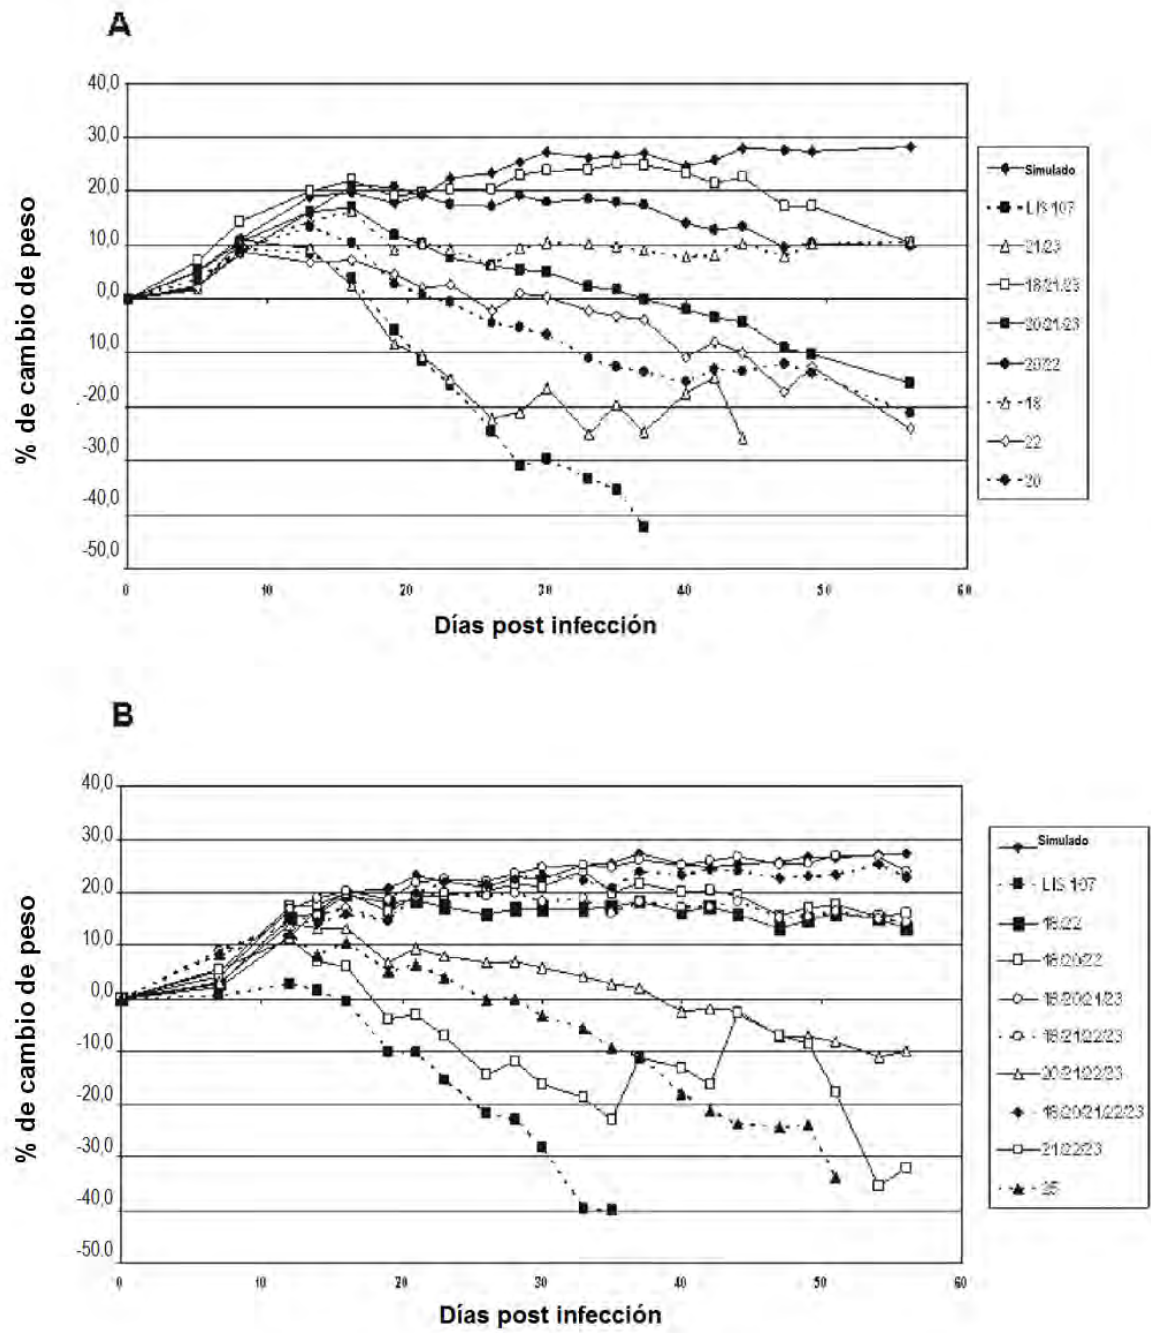 A
40,0
30,0
20,0
10,0
0,0
10,0
-20,0
-30,0
-40,0
-50,0
% de cambio de peso
0 10 20 30 40 50 60
Días post infección
Simulado
LIS 107
21/23
18/21/23
20/21/23
20/22
18
22
20
B
40,0
30,0
20,0
10,0
0,0
-10,0
-20,0
-30,0
-40,0
-50,0
% de cambio de peso
0 10 20 30 40 50 60
Días post infección
Simulado
LIS 107
18/22
18/20/22
18/20/21/23
18/21/22/23
20/21/22/23
18/20/21/22/23
21/22/23